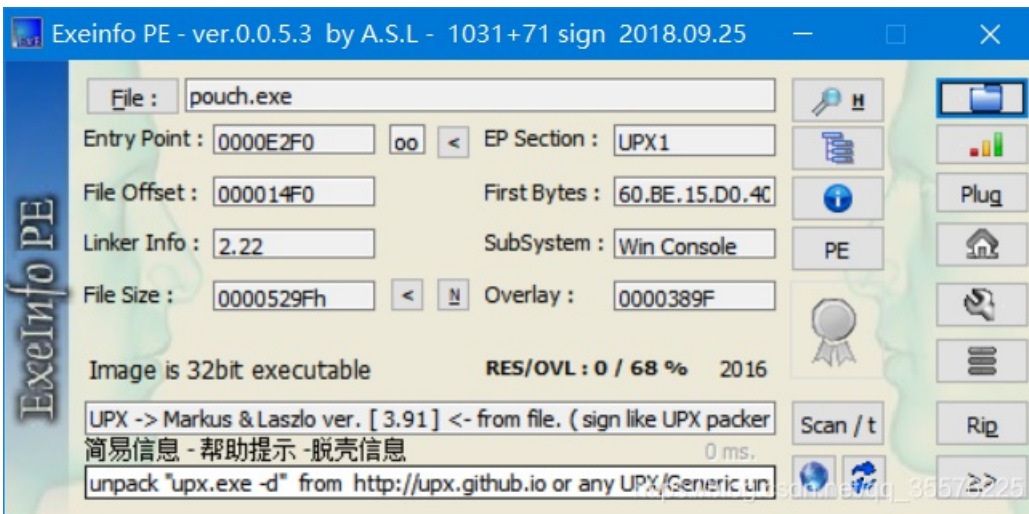 Exeinfo PE - ver.0.0.5.3 by A.S.L - 1031+71 sign 2018.09.25
ExeInfo PE
File : pouch.exe H
Entry Point : 0000E2F0 oo < EP Section : UPX1
File Offset : 000014F0 First Bytes : 60.BE.15.D0.4C Plug
Linker Info : 2.22 SubSystem : Win Console PE
File Size : 0000529Fh < N Overlay : 0000389F
Image is 32bit executable RES/OVL : 0 / 68 % 2016
UPX -> Markus & Laszlo ver. [ 3.91 ] <- from file. ( sign like UPX packer Scan / t Rip
简易信息 - 帮助提示 -脱壳信息 0 ms.
unpack "upx.exe -d" from http://upx.github.io or any UPX/Generic un >>